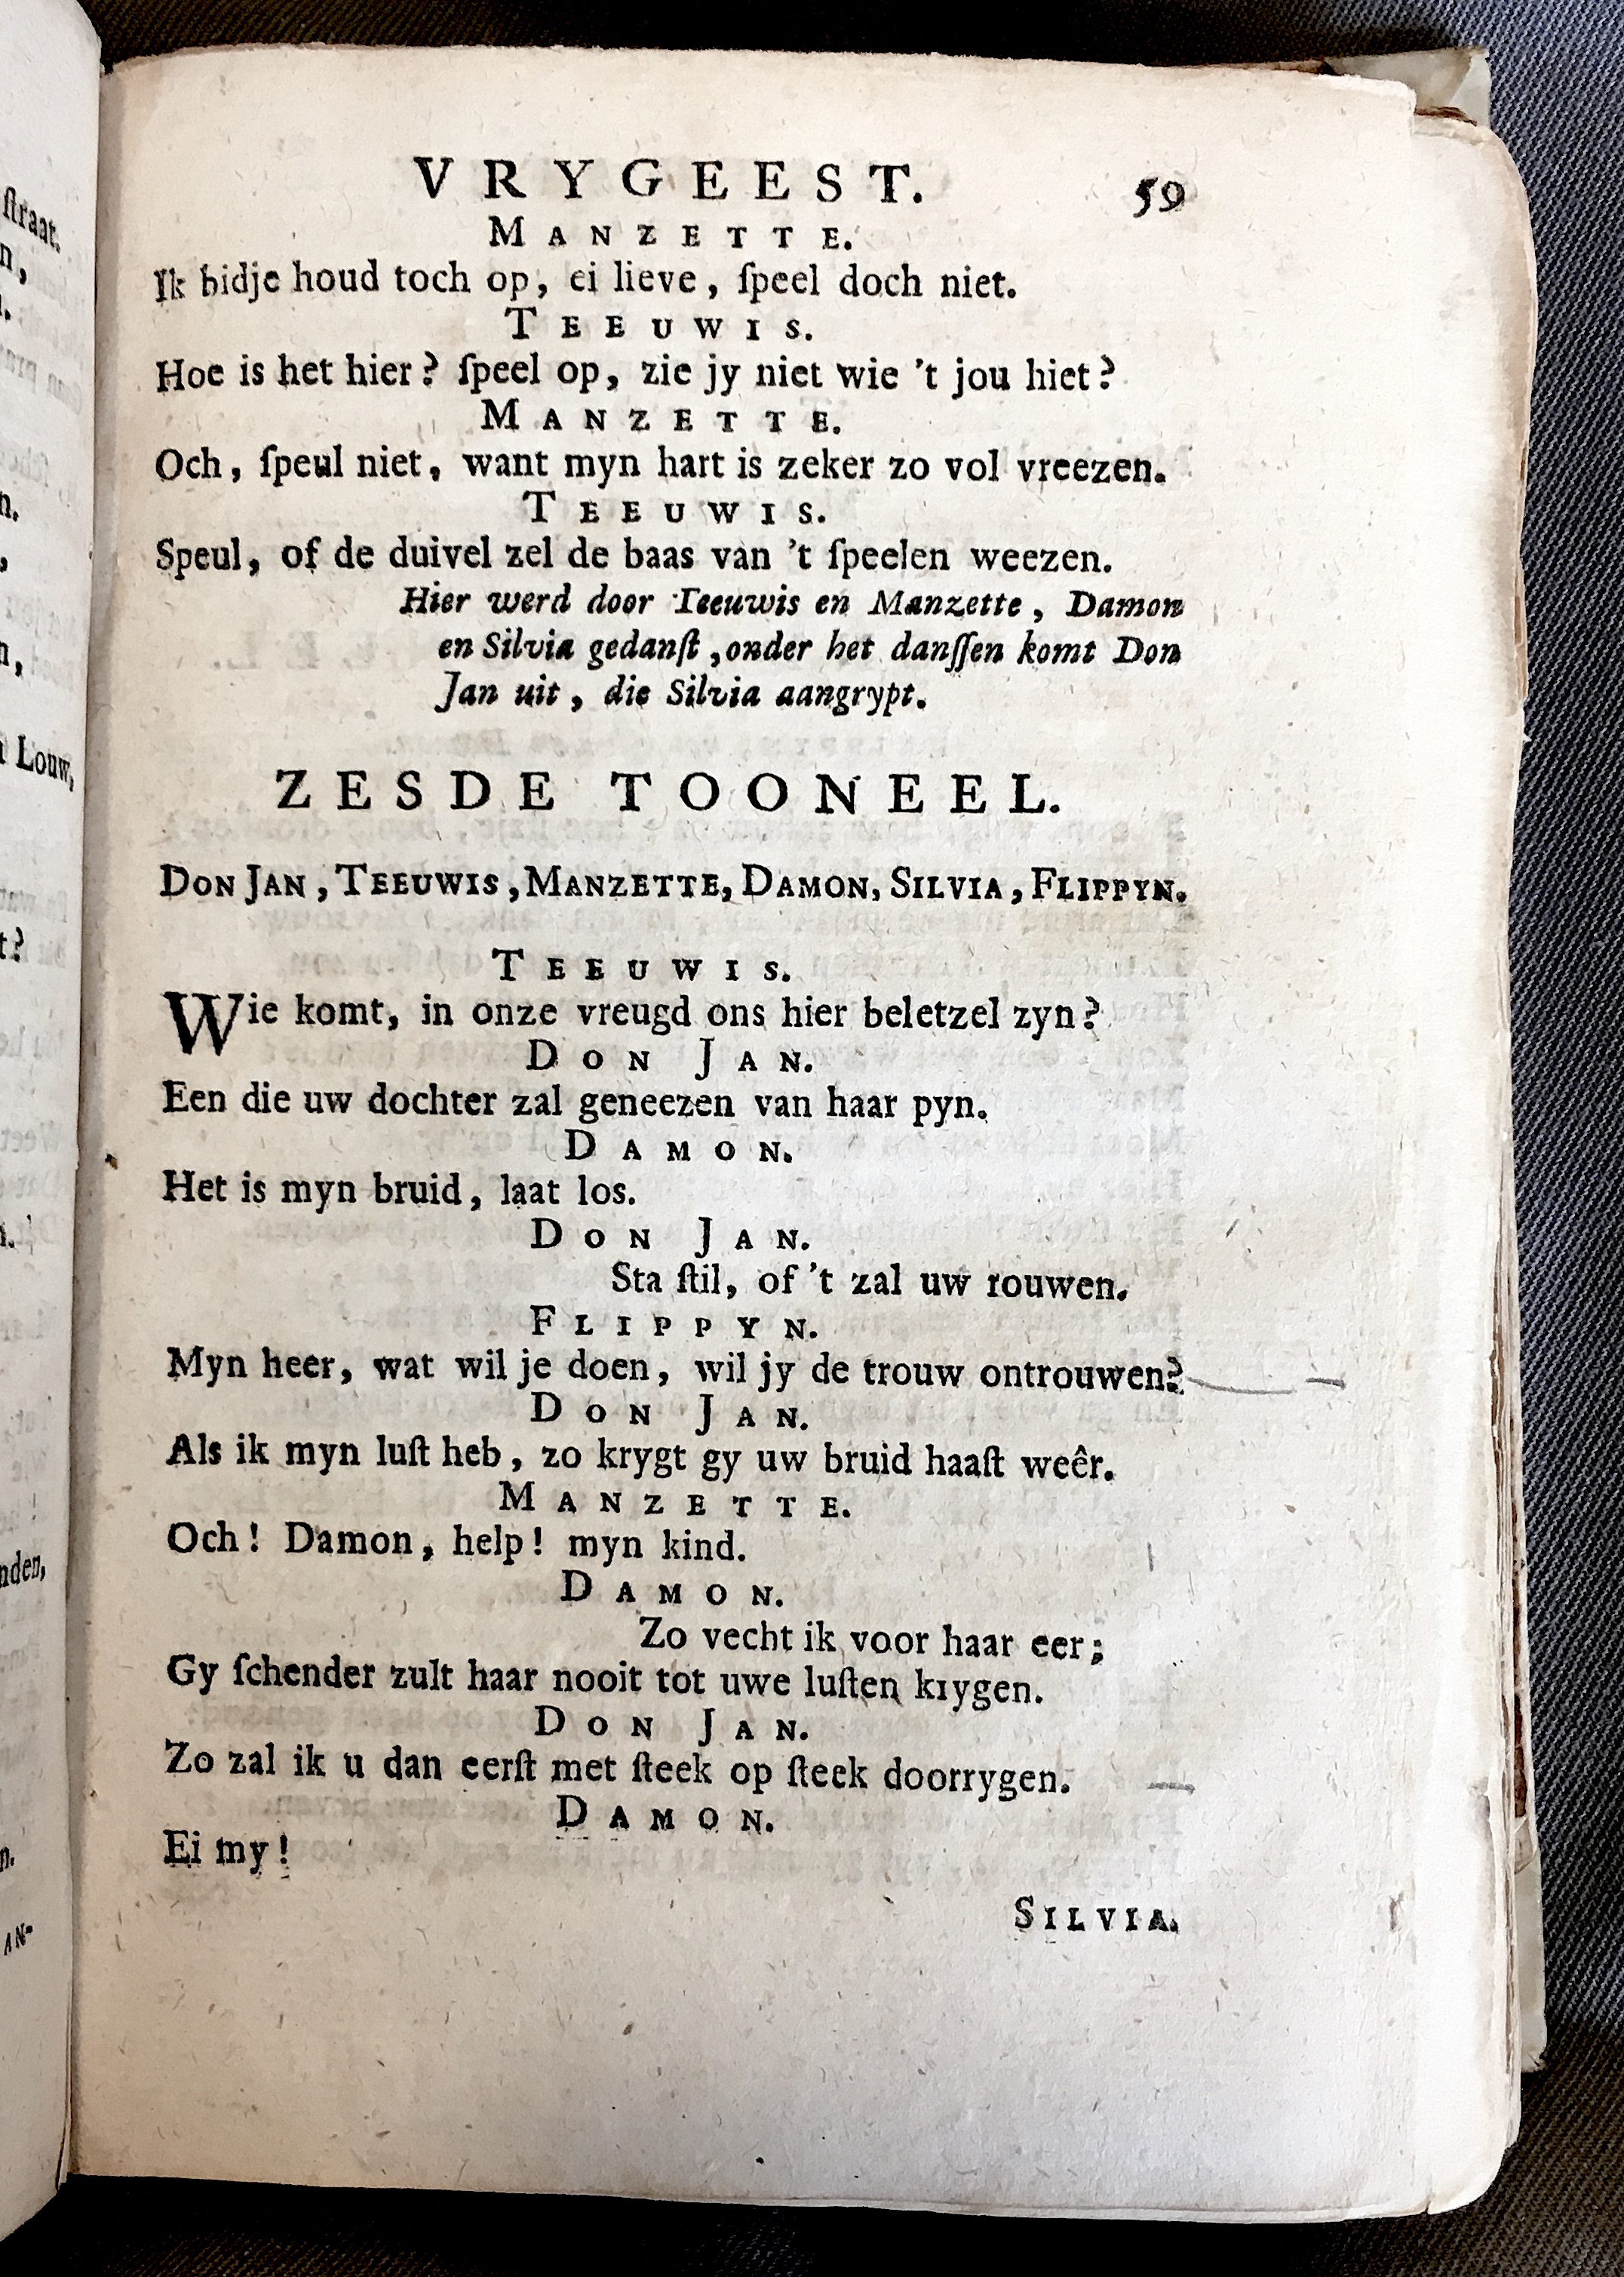 VRYGEEST. 59
MANZETTE.
Ik bidje houd toch op, ei lieve, ſpeel doch niet.
TEEUWIS.
Hoe is het hier? ſpeel op, zie jy niet wie 't jou hiet?
MANZETTE.
Och, ſpeul niet, want myn hart is zeker zo vol vreezen.
TEEUWIS.
Speul, of de duivel zel de baas van 't ſpeelen weezen.
Hier werd door Teeuwis en Manzette, Damon
en Silvia gedanſt, onder het danſſen komt Don
Jan uit, die Silvia aangrypt.
ZESDE TOONEEL.
DON JAN, TEEUWIS, MANZETTE, DAMON, SILVIA, FLIPPYN.
TEEUWIS.
Wie komt, in onze vreugd ons hier beletzel zyn?
DON JAN.
Een die uw dochter zal geneezen van haar pyn.
DAMON.
Het is myn bruid, laat los.
DON JAN.
Sta ſtil, of 't zal uw rouwen.
FLIPPYN.
Myn heer, wat wil je doen, wil jy de trouw ontrouwen?
DON JAN.
Als ik myn luſt heb, zo krygt gy uw bruid haaſt weêr.
MANZETTE.
Och! Damon, help! myn kind.
DAMON.
Zo vecht ik voor haar eer;
Gy ſchender zult haar nooit tot uwe luſten krygen.
DON JAN.
Zo zal ik u dan eerſt met ſteek op ſteek doorrygen.
DAMON.
Ei my!
SILVIA.
ſtraat.
n,
n.
n,
Louw,
t?
nden,
n.
AN-